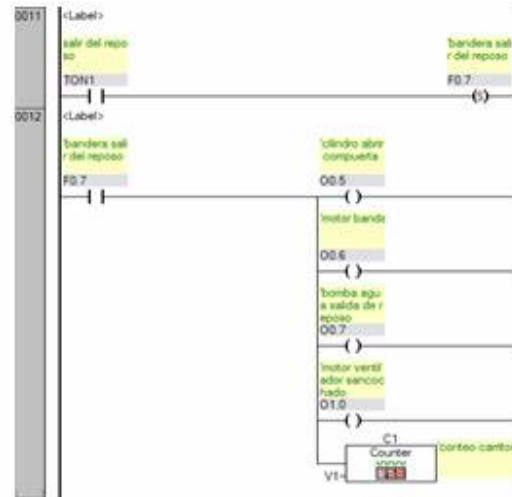 0011
<Label>
salir del repo
so
'bandera sali
r del reposo
TON1
F0.7
(S)
0012
<Label>
'bandera sali
r del reposo
'cilindro abrir
compuerta
F0.7
O0.5
'motor banda
O0.6
'bomba agu
a salida de r
eposo
O0.7
'motor ventil
ador sancoc
hado
O1.0
C1
Counter
'conteo carrito
V1-